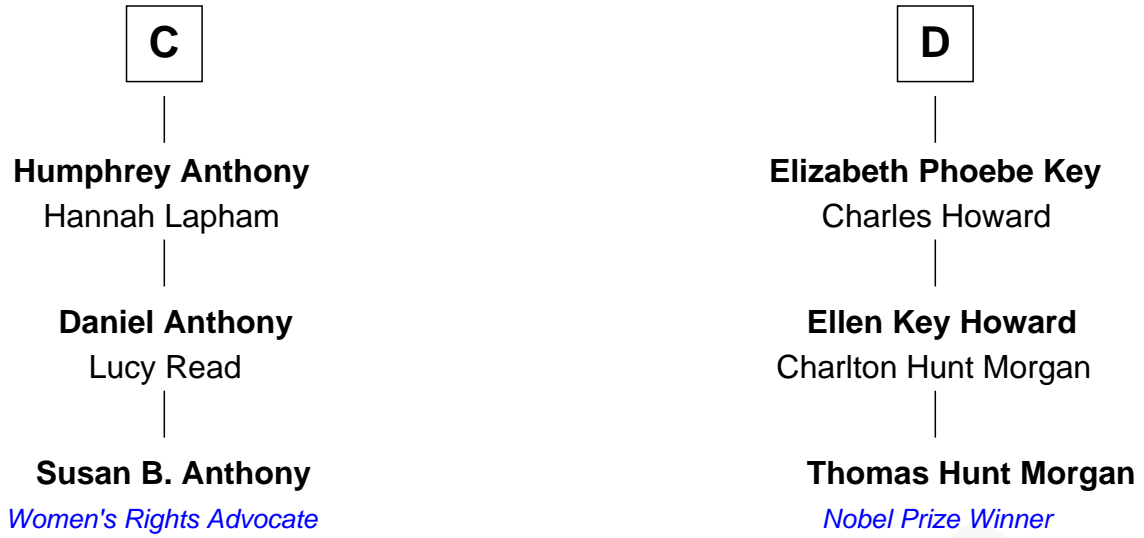 C
Humphrey Anthony
Hannah Lapham
Daniel Anthony
Lucy Read
Susan B. Anthony
Women's Rights Advocate
D
Elizabeth Phoebe Key
Charles Howard
Ellen Key Howard
Charlton Hunt Morgan
Thomas Hunt Morgan
Nobel Prize Winner